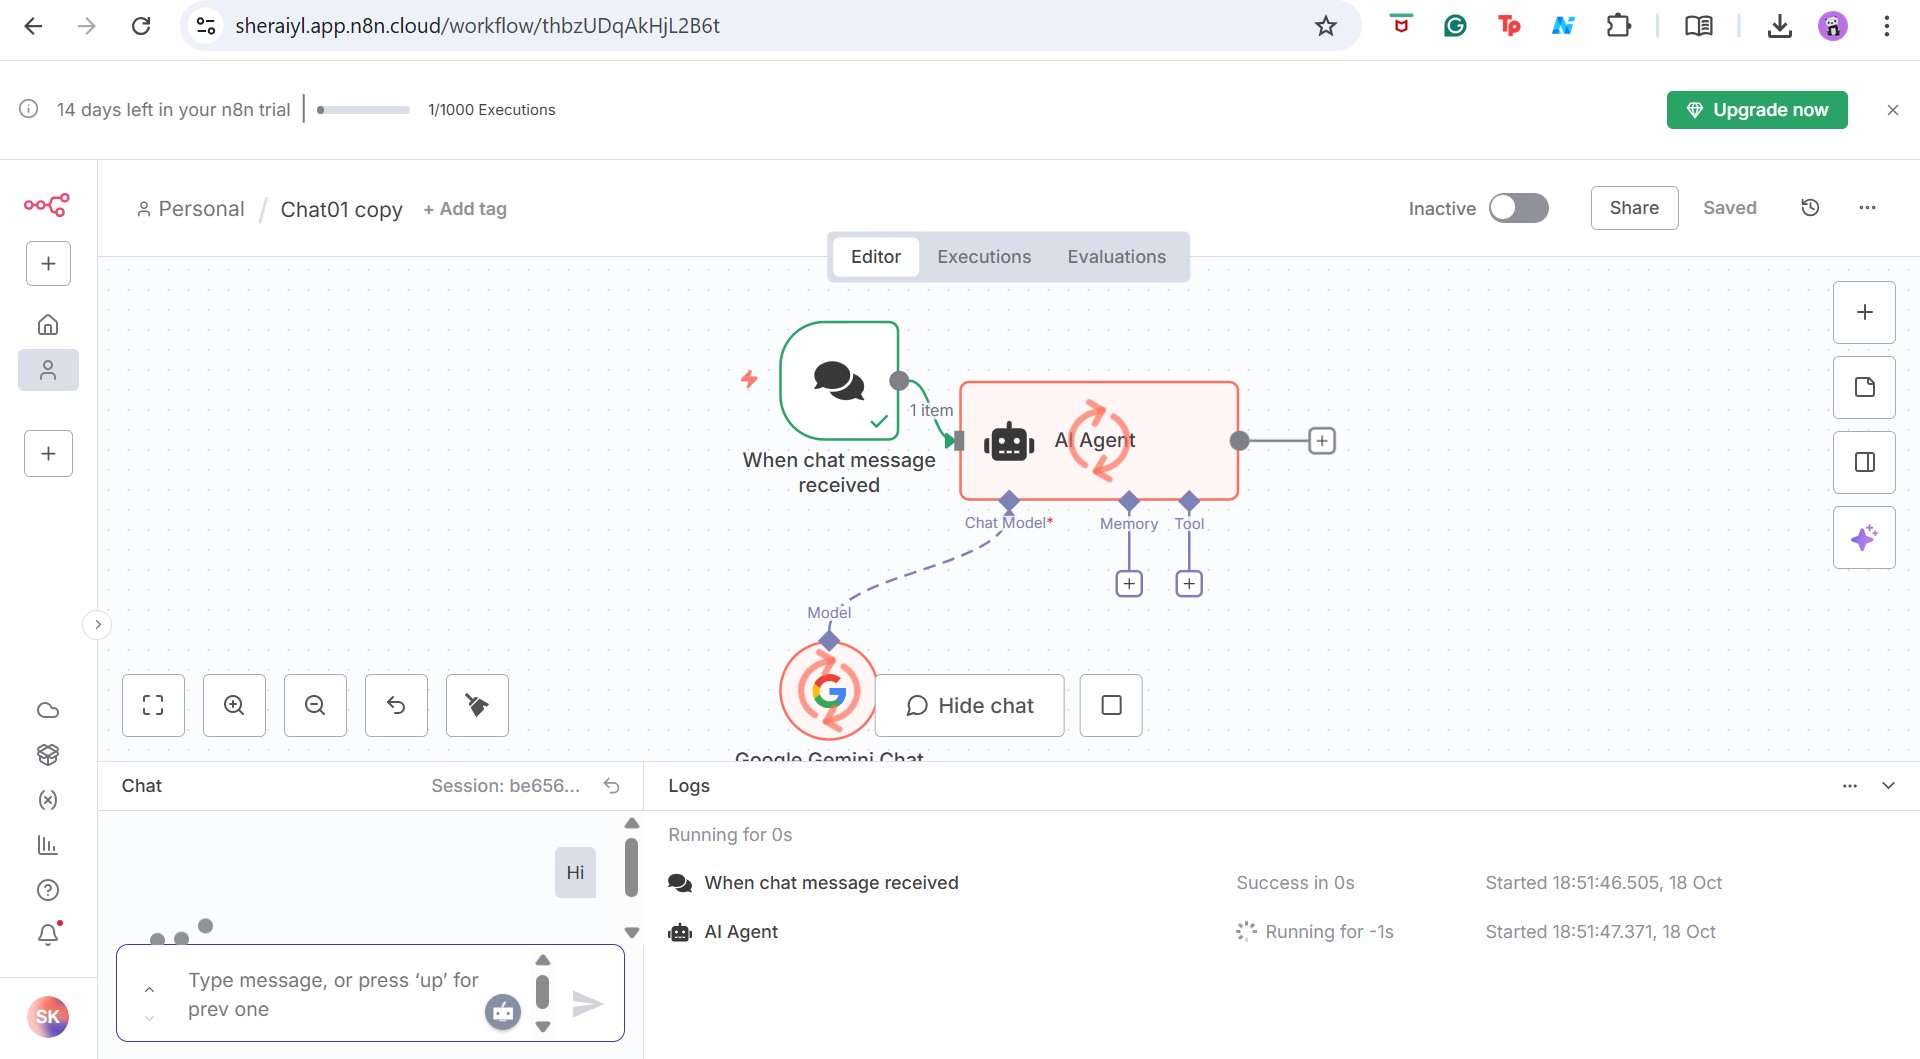 sheraiyl.app.n8n.cloud/workflow/thbzUDqAkHjL2B6t
Tp
14 days left in your n8n trial
1/1000 Executions
Upgrade now
Personal / Chat01 copy + Add tag
Inactive
Share
Saved
Editor Executions Evaluations
1 item
AI Agent
When chat message
received
Chat Model*
Memory
Tool
Model
Hide chat
Google Gemini Chat
Chat
Session: be656...
Logs
Running for 0s
Hi
When chat message received
Success in 0s
Started 18:51:46.505, 18 Oct
AI Agent
Running for -1s
Started 18:51:47.371, 18 Oct
Type message, or press ‘up’ for
prev one
SK